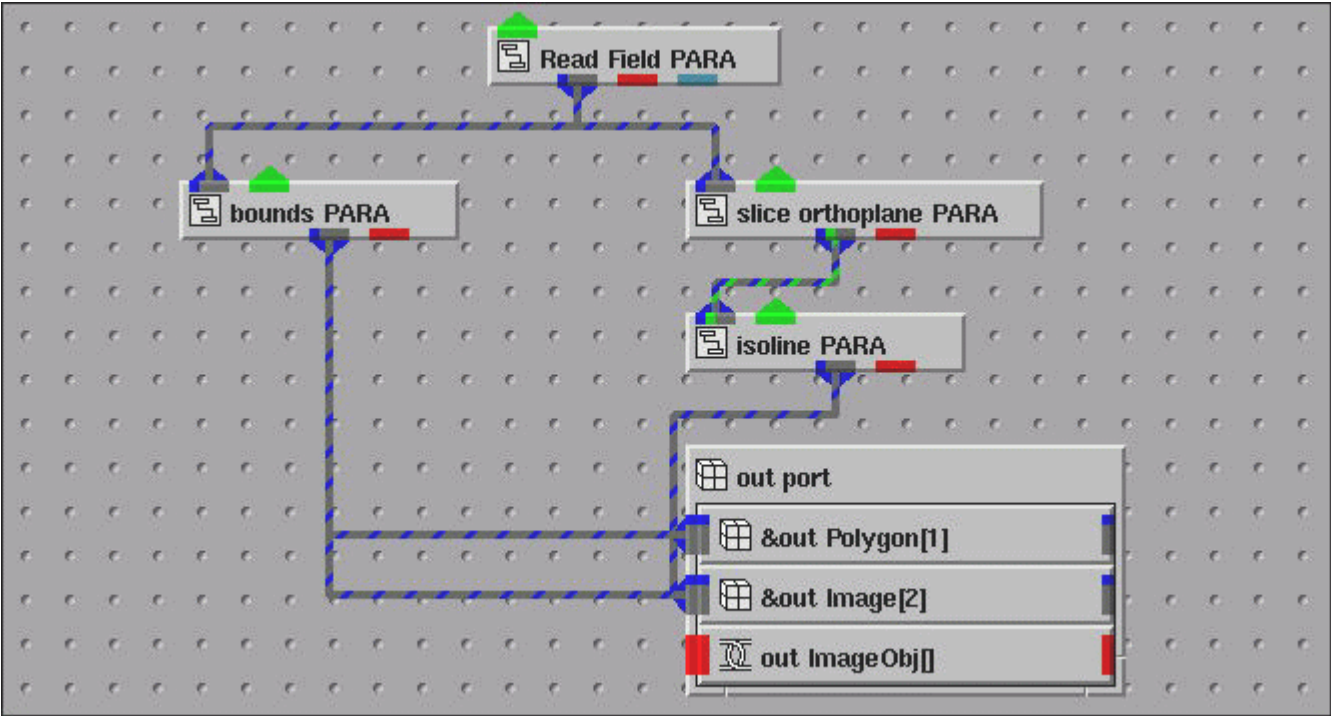 Read Field PARA
bounds PARA
slice orthoplane PARA
isoline PARA
out port
&out Polygon[1]
&out Image[2]
out ImageObj[]